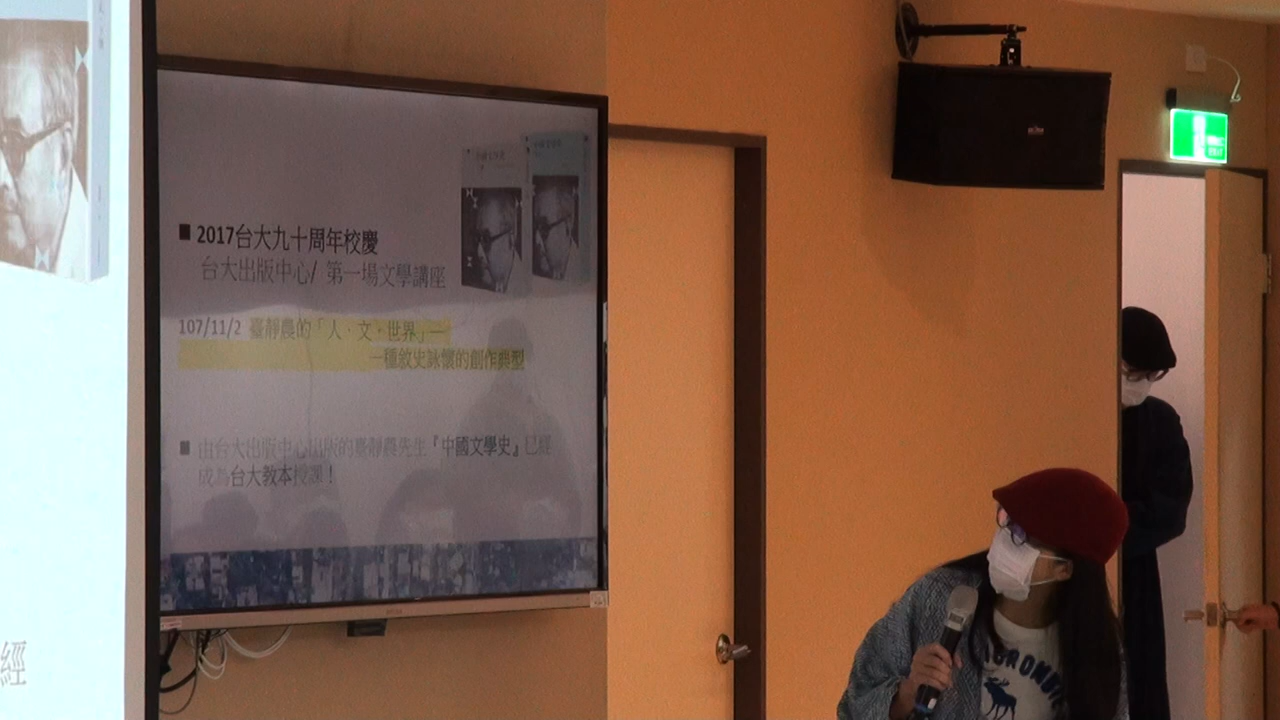 2017台大九十周年校慶
台大出版中心/ 第一場文學講座
107/11/2 臺靜農的「人·文·世界」—
一種敘史詠懷的創作典型
由台大出版中心出版的臺靜農先生『中國文學史』已經
成為台大教本授課！
經